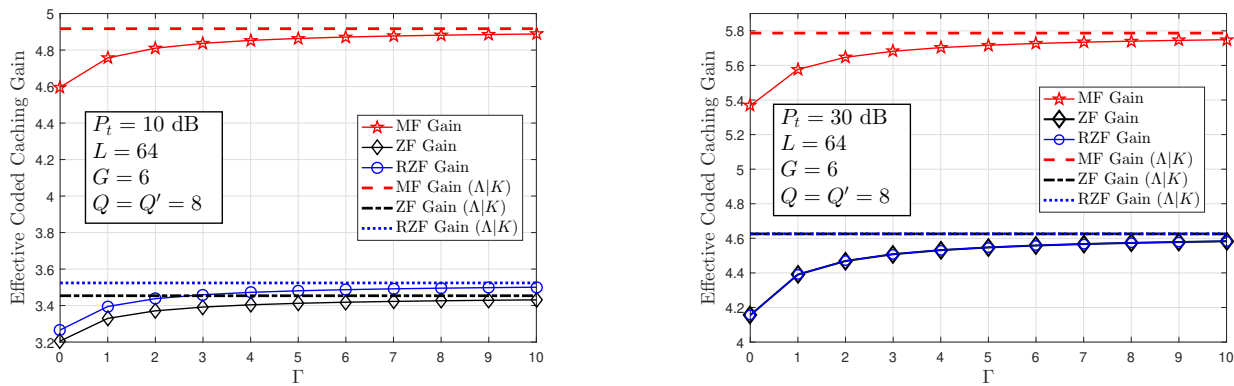 Effective Coded Caching Gain
5
4.8
4.6
4.4
4.2
4
3.8
3.6
3.4
3.2
P_t = 10 dB
L = 64
G = 6
Q = Q′ = 8
MF Gain
ZF Gain
RZF Gain
MF Gain (Λ|K)
ZF Gain (Λ|K)
RZF Gain (Λ|K)
0 1 2 3 4 5 6 7 8 9 10
Γ
Effective Coded Caching Gain
5.8
5.6
5.4
5.2
5
4.8
4.6
4.4
4.2
4
P_t = 30 dB
L = 64
G = 6
Q = Q′ = 8
MF Gain
ZF Gain
RZF Gain
MF Gain (Λ|K)
ZF Gain (Λ|K)
RZF Gain (Λ|K)
0 1 2 3 4 5 6 7 8 9 10
Γ